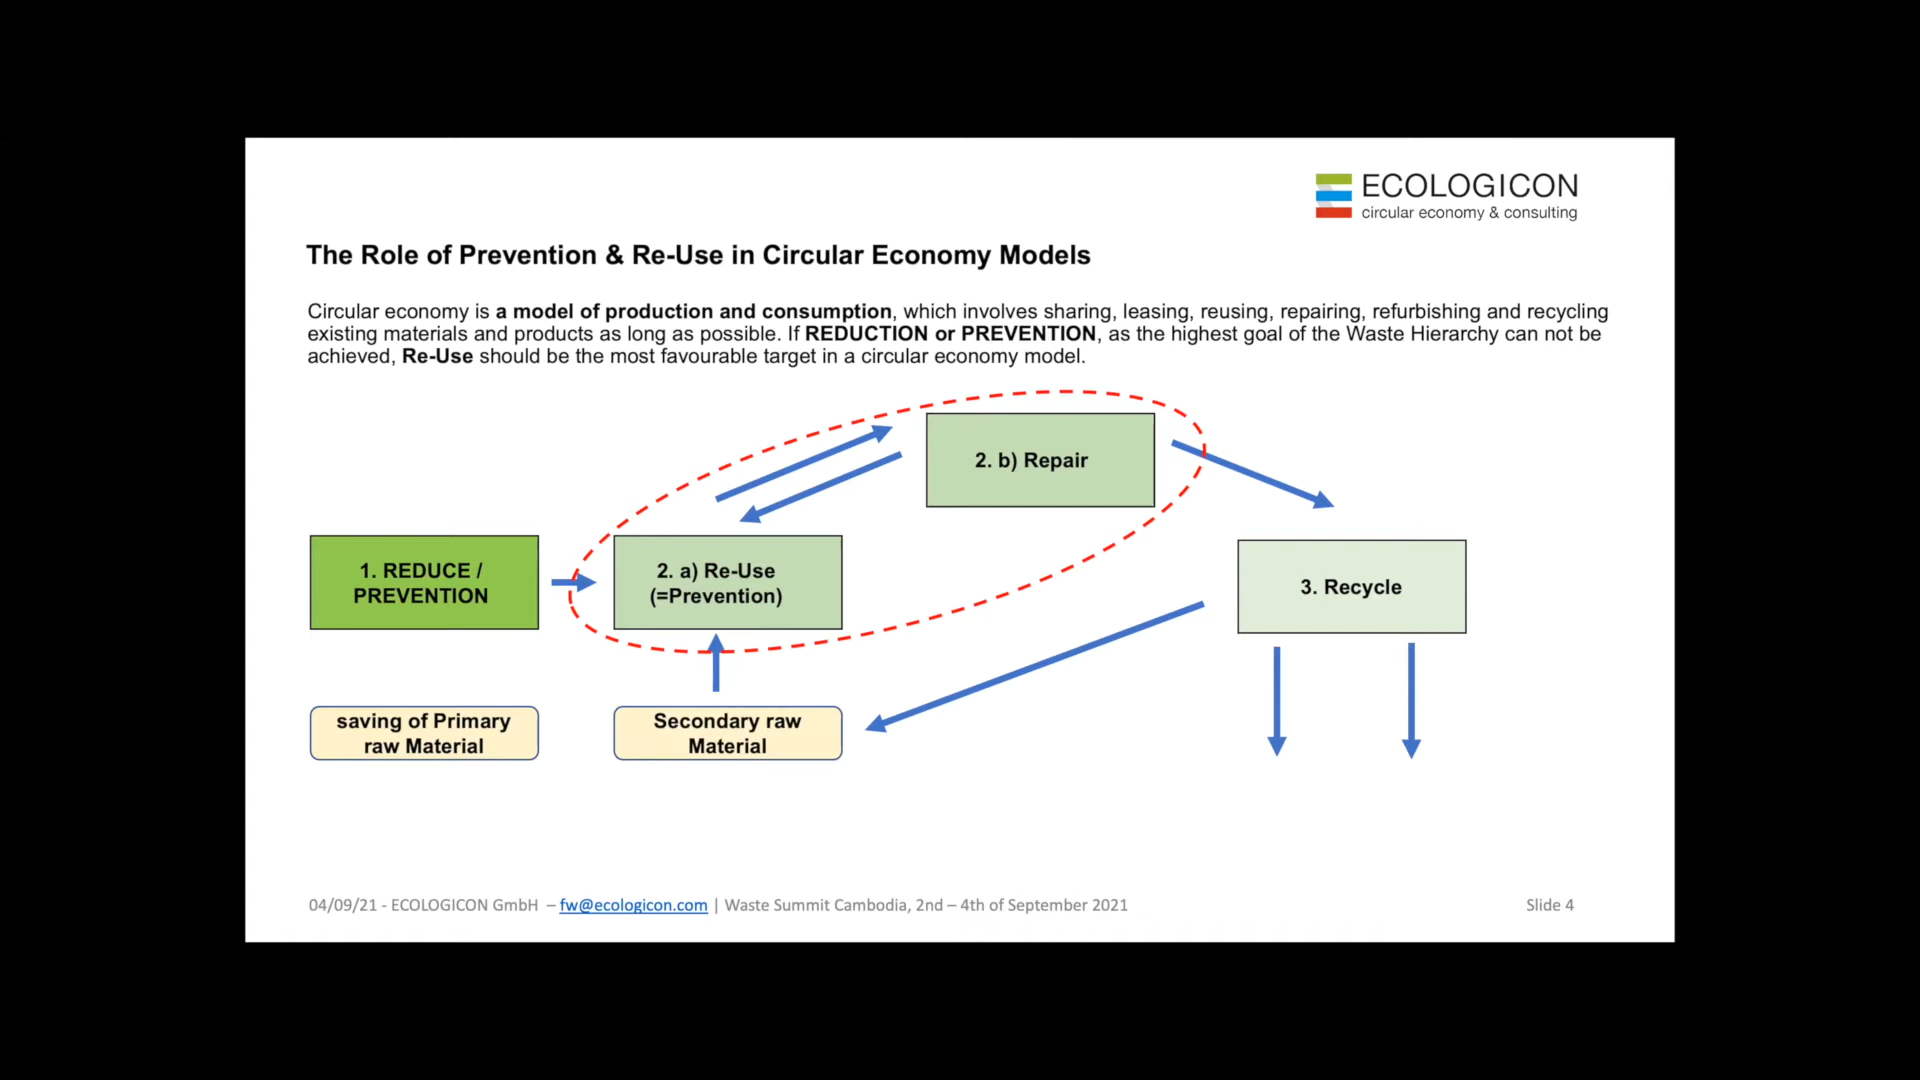 ECOLOGICON
circular economy & consulting
The Role of Prevention & Re-Use in Circular Economy Models
Circular economy is a model of production and consumption, which involves sharing, leasing, reusing, repairing, refurbishing and recycling
existing materials and products as long as possible. If REDUCTION or PREVENTION, as the highest goal of the Waste Hierarchy can not be
achieved, Re-Use should be the most favourable target in a circular economy model.
2. b) Repair
1. REDUCE /
PREVENTION
2. a) Re-Use
(=Prevention)
3. Recycle
saving of Primary
raw Material
Secondary raw
Material
04/09/21 - ECOLOGICON GmbH – fw@ecologicon.com | Waste Summit Cambodia, 2nd – 4th of September 2021
Slide 4